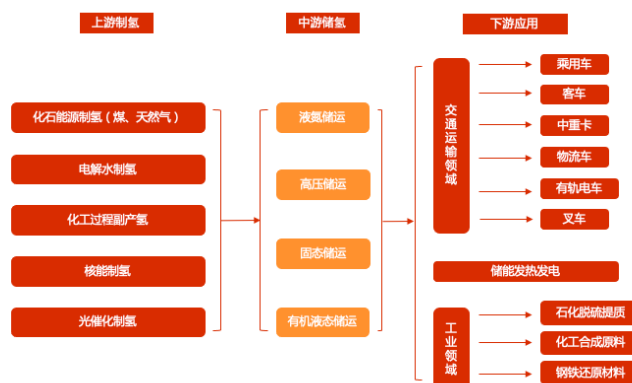 上游制氢
中游储氢
下游应用
化石能源制氢（煤、天然气）
电解水制氢
化工过程副产氢
核能制氢
光催化制氢
液氮储运
高压储运
固态储运
有机液态储运
交通运输领域
乘用车
客车
中重卡
物流车
有轨电车
叉车
储能发热发电
工业领域
石化脱硫提质
化工合成原料
钢铁还原材料